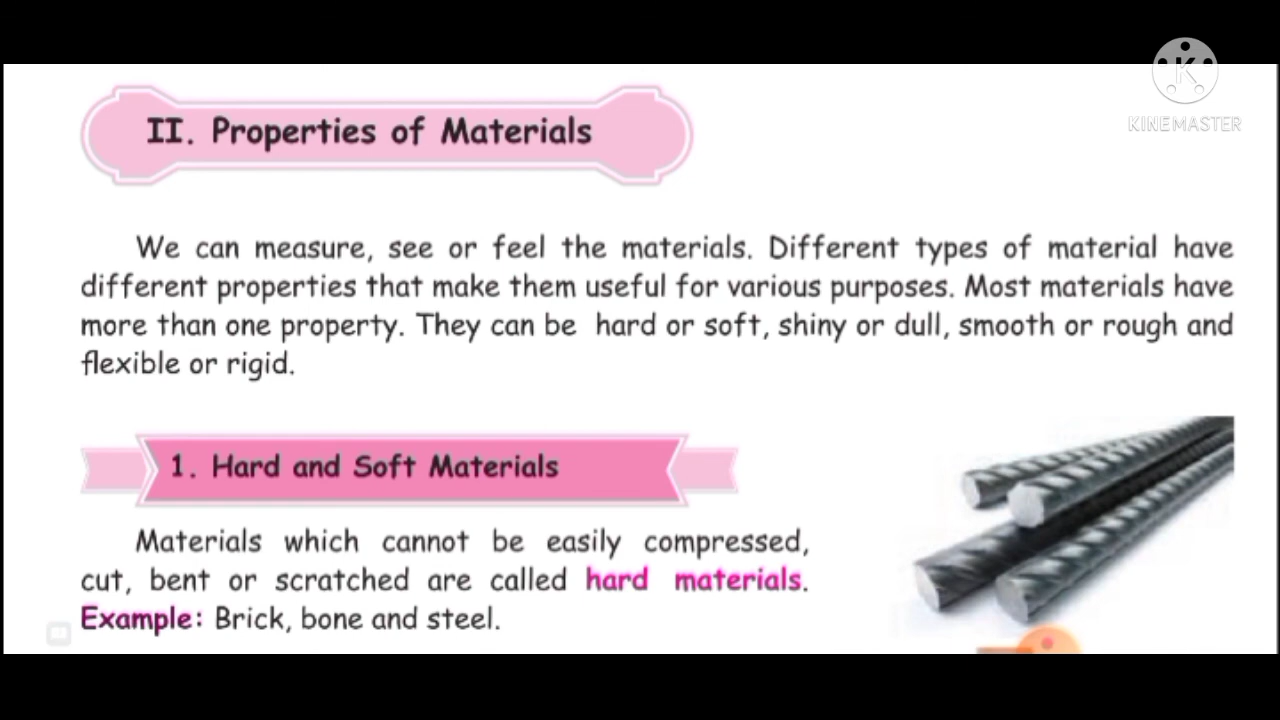 KINEMASTER
II. Properties of Materials
We can measure, see or feel the materials. Different types of material have
different properties that make them useful for various purposes. Most materials have
more than one property. They can be hard or soft, shiny or dull, smooth or rough and
flexible or rigid.
1. Hard and Soft Materials
Materials which cannot be easily compressed,
cut, bent or scratched are called hard materials.
Example: Brick, bone and steel.